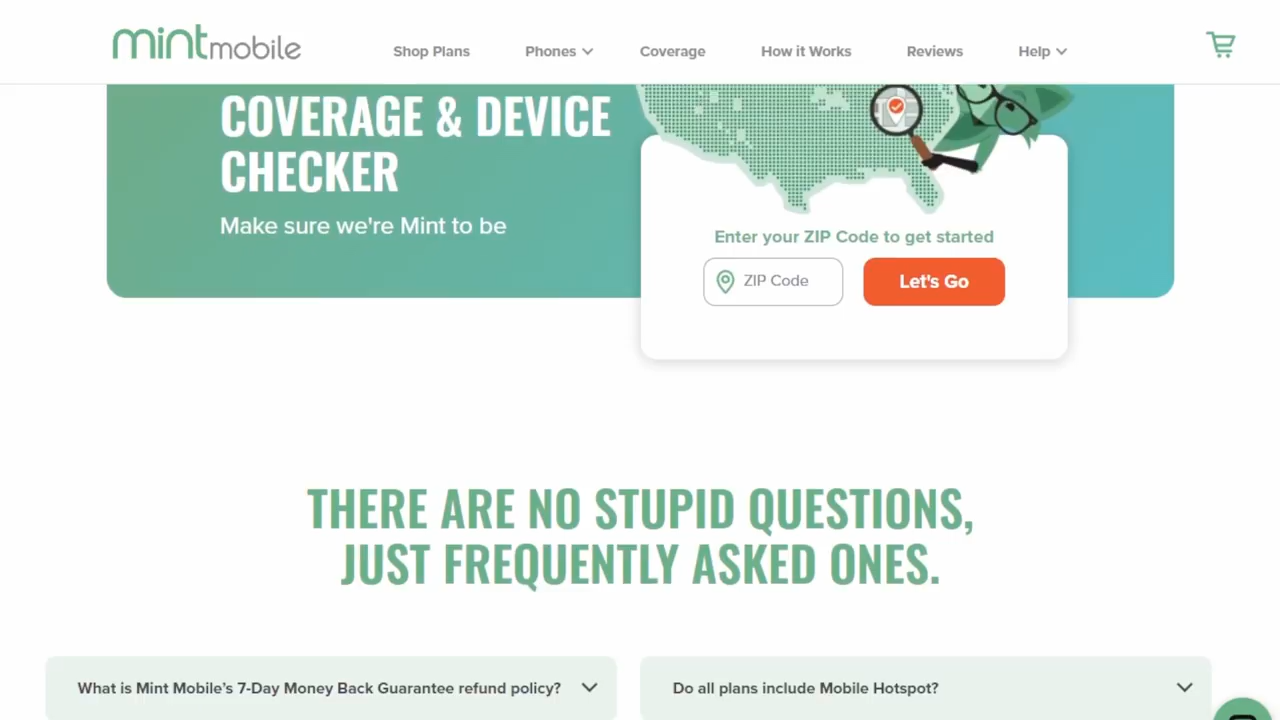 mintmobile
Shop Plans
Phones
Coverage
How it Works
Reviews
Help
COVERAGE & DEVICE
CHECKER
Make sure we're Mint to be
Enter your ZIP Code to get started
ZIP Code
Let's Go
THERE ARE NO STUPID QUESTIONS,
JUST FREQUENTLY ASKED ONES.
What is Mint Mobile’s 7-Day Money Back Guarantee refund policy?
Do all plans include Mobile Hotspot?